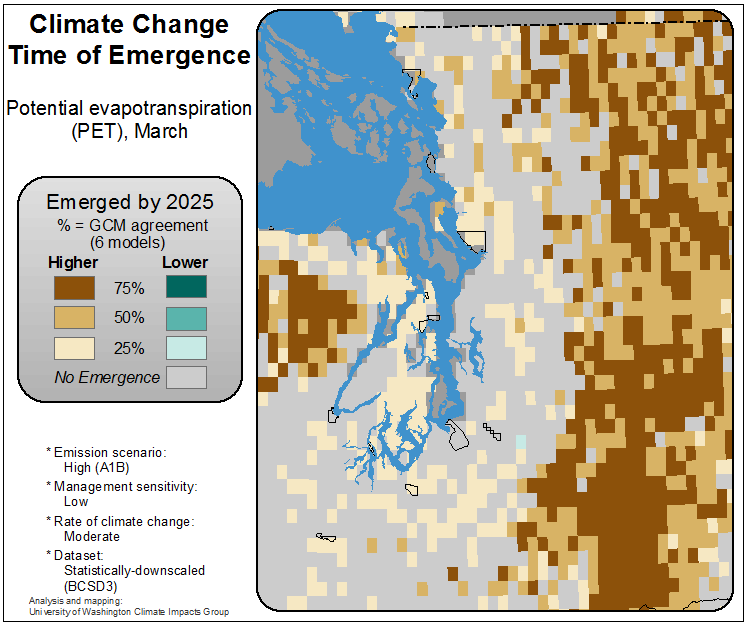 Climate Change
Time of Emergence
Potential evapotranspiration
(PET), March
Emerged by 2025
% = GCM agreement
(6 models)
Higher Lower
75%
50%
25%
No Emergence
* Emission scenario:
High (A1B)
* Management sensitivity:
Low
* Rate of climate change:
Moderate
* Dataset:
Statistically-downscaled
(BCSD3)
Analysis and mapping:
University of Washington Climate Impacts Group